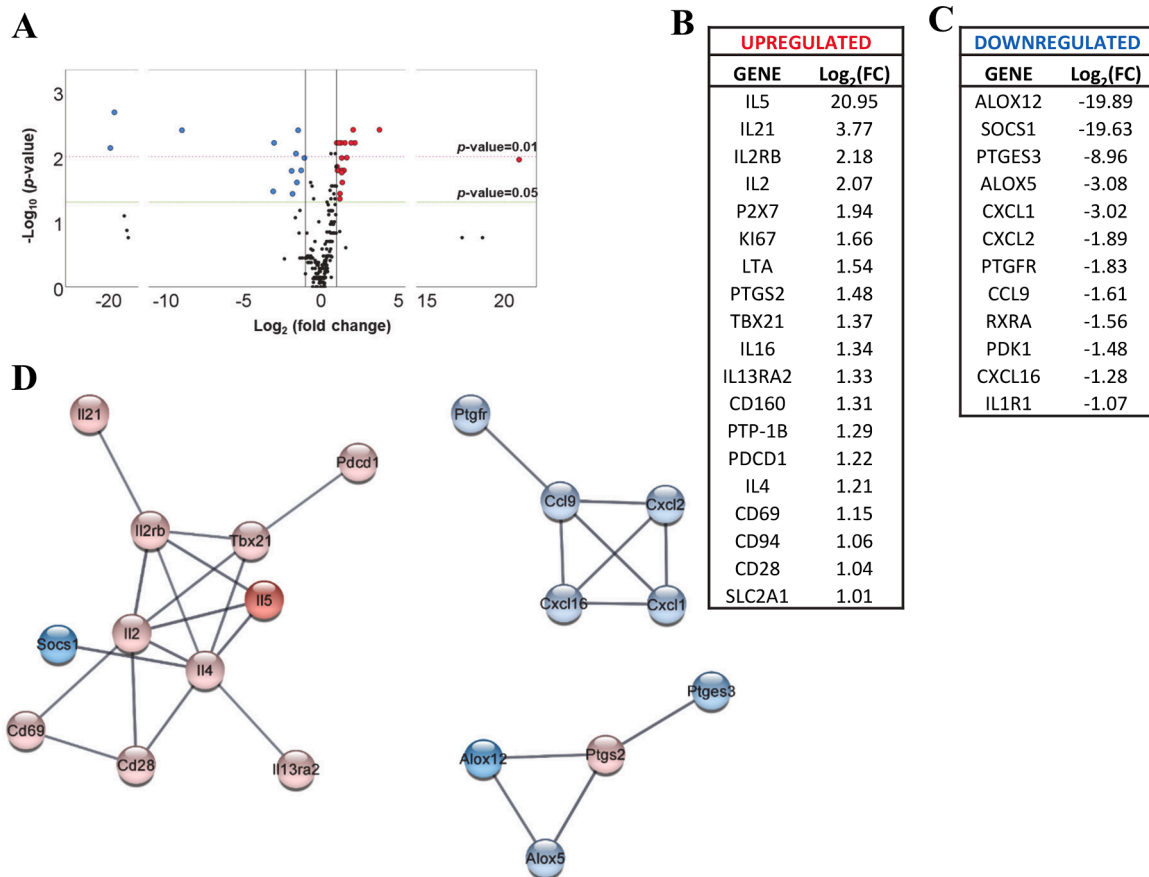 A
3
2
1
0
-Log10 (p-value)
p-value=0.01
p-value=0.05
-20 -10 -5 0 5 15 20
Log2 (fold change)
B
UPREGULATED
GENE Log2(FC)
IL5 20.95
IL21 3.77
IL2RB 2.18
IL2 2.07
P2X7 1.94
KI67 1.66
LTA 1.54
PTGS2 1.48
TBX21 1.37
IL16 1.34
IL13RA2 1.33
CD160 1.31
PTP-1B 1.29
PDCD1 1.22
IL4 1.21
CD69 1.15
CD94 1.06
CD28 1.04
SLC2A1 1.01
C
DOWNREGULATED
GENE Log2(FC)
ALOX12 -19.89
SOCS1 -19.63
PTGES3 -8.96
ALOX5 -3.08
CXCL1 -3.02
CXCL2 -1.89
PTGFR -1.83
CCL9 -1.61
RXRA -1.56
PDK1 -1.48
CXCL16 -1.28
IL1R1 -1.07
D
Il21
Pdcd1
Il2rb
Tbx21
Il5
Il2
Socs1
Il4
Cd69
Cd28
Il13ra2
Ptgfr
Ccl9
Cxcl2
Cxcl16
Cxcl1
Ptges3
Alox12
Ptgs2
Alox5